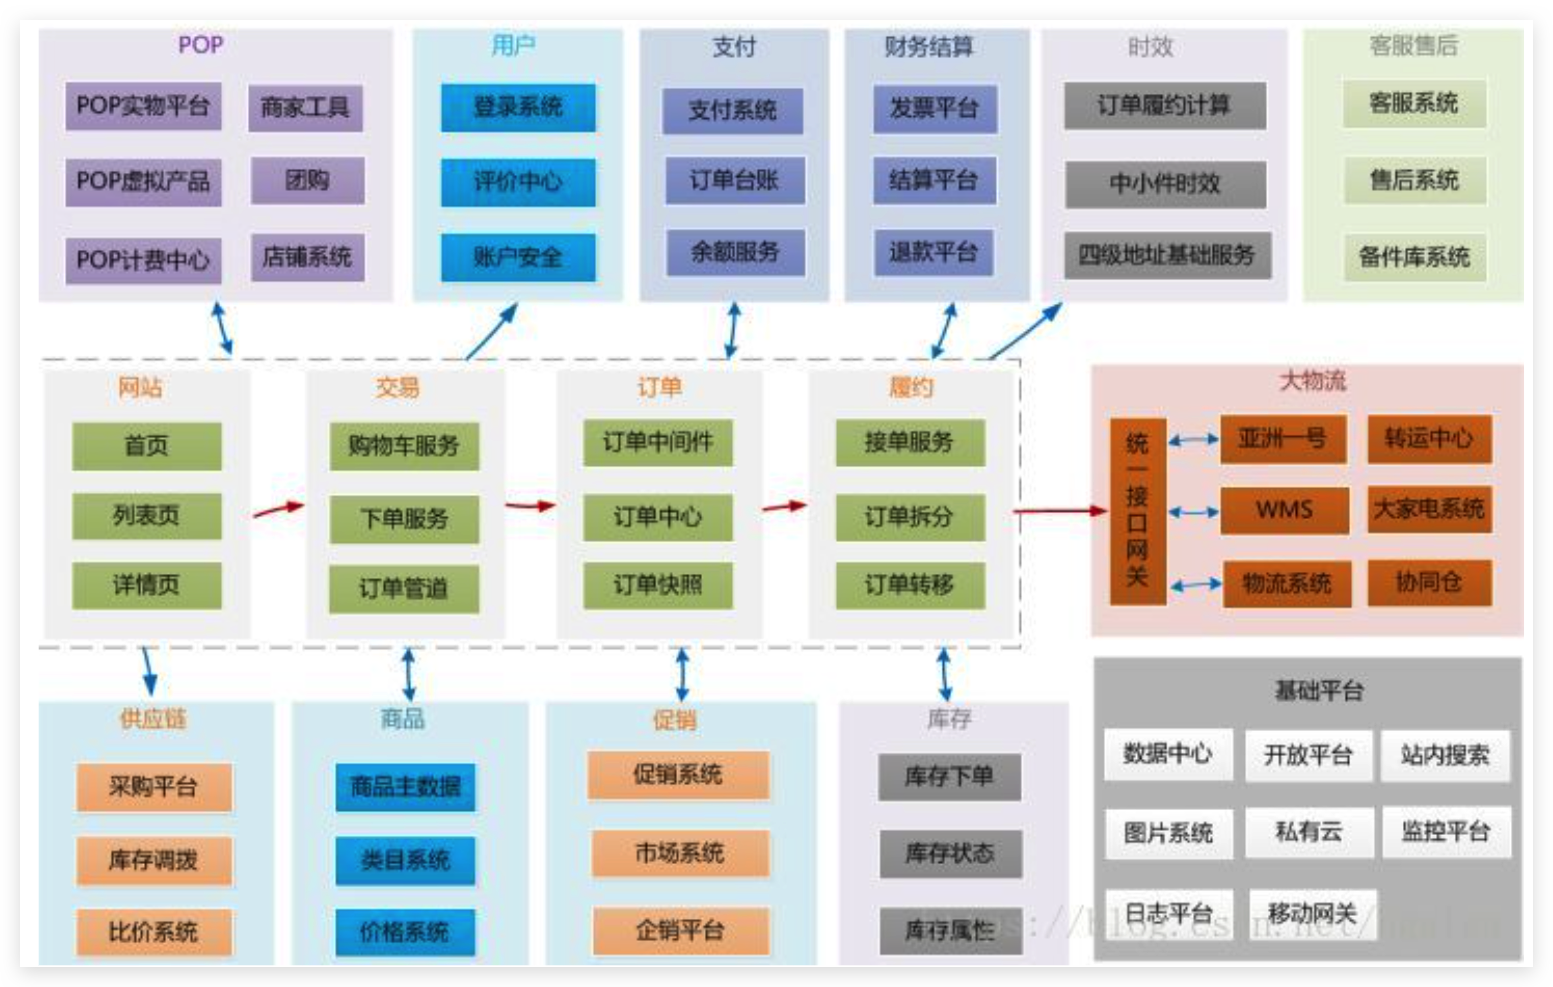 POP
POP实物平台
商家工具
POP虚拟产品
团购
POP计费中心
店铺系统
用户
登录系统
评价中心
账户安全
支付
支付系统
订单台账
余额服务
财务结算
发票平台
结算平台
退款平台
时效
订单履约计算
中小件时效
四级地址基础服务
客服售后
客服系统
售后系统
备件库系统
网站
首页
列表页
详情页
交易
购物车服务
下单服务
订单管道
订单
订单中间件
订单中心
订单快照
履约
接单服务
订单拆分
订单转移
大物流
统一接口网关
亚洲一号
转运中心
WMS
大家电系统
物流系统
协同仓
供应链
采购平台
库存调拨
比价系统
商品
商品主数据
类目系统
价格系统
促销
促销系统
市场系统
企销平台
库存
库存下单
库存状态
库存属性
基础平台
数据中心
开放平台
站内搜索
图片系统
私有云
监控平台
日志平台
移动网关